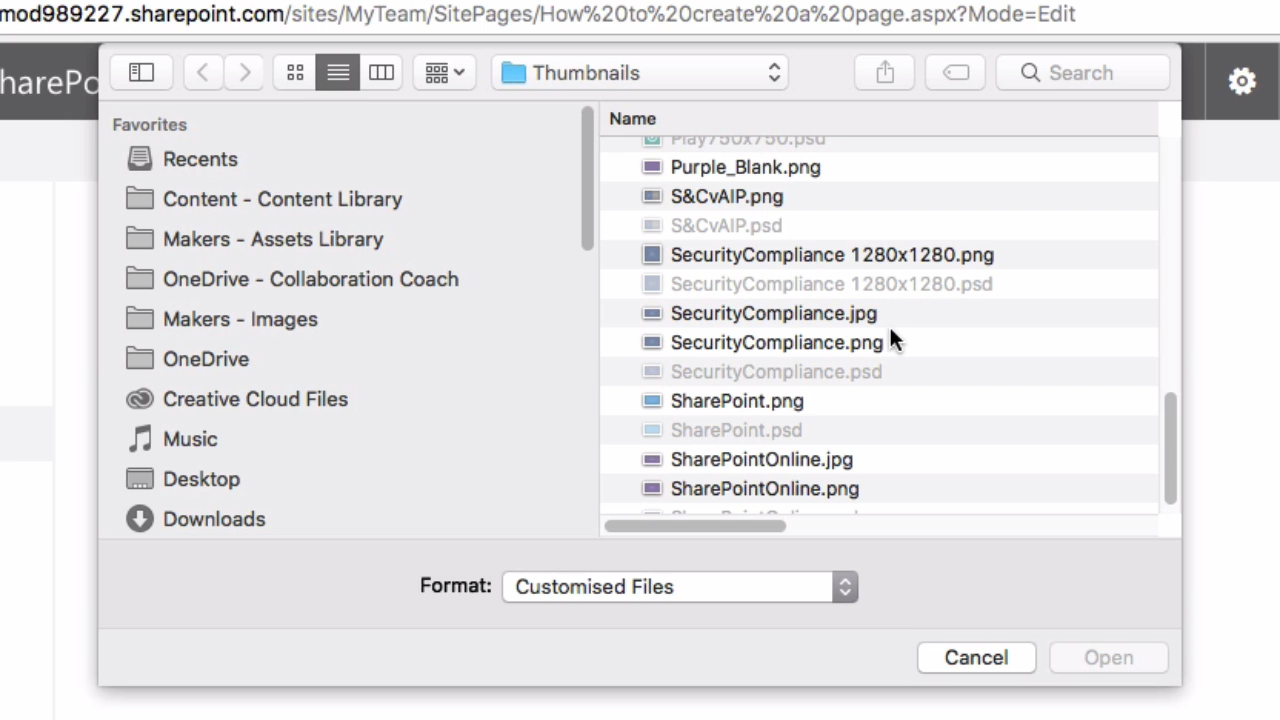 mod989227.sharepoint.com/sites/MyTeam/SitePages/How%20to%20create%20a%20page.aspx?Mode=Edit
harePo
Thumbnails
Search
Favorites
Recents
Content - Content Library
Makers - Assets Library
OneDrive - Collaboration Coach
Makers - Images
OneDrive
Creative Cloud Files
Music
Desktop
Downloads
Name
Play750x750.psd
Purple_Blank.png
S&CvAIP.png
S&CvAIP.psd
SecurityCompliance 1280x1280.png
SecurityCompliance 1280x1280.psd
SecurityCompliance.jpg
SecurityCompliance.png
SecurityCompliance.psd
SharePoint.png
SharePoint.psd
SharePointOnline.jpg
SharePointOnline.png
Format:
Customised Files
Cancel
Open